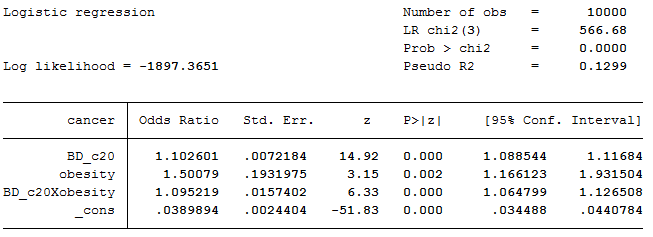 Logistic regression Number of obs = 10000
LR chi2(3) = 566.68
Prob > chi2 = 0.0000
Log likelihood = -1897.3651 Pseudo R2 = 0.1299
cancer Odds Ratio Std. Err. z P>|z| [95% Conf. Interval]
BD_c20 1.102601 .0072184 14.92 0.000 1.088544 1.11684
obesity 1.50079 .1931975 3.15 0.002 1.166123 1.931504
BD_c20Xobesity 1.095219 .0157402 6.33 0.000 1.064799 1.126508
_cons .0389894 .0024404 -51.83 0.000 .034488 .0440784